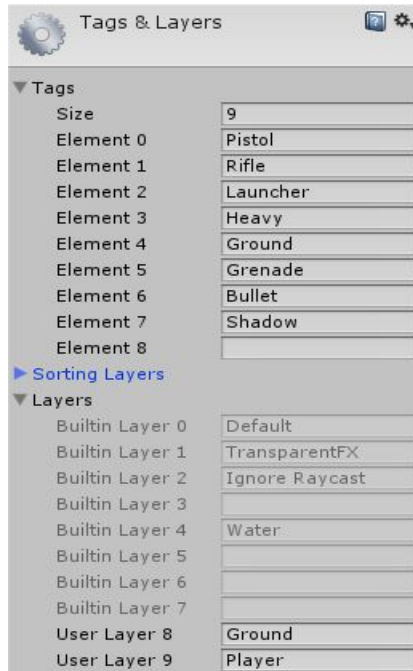 Tags & Layers
Tags
Size 9
Element 0 Pistol
Element 1 Rifle
Element 2 Launcher
Element 3 Heavy
Element 4 Ground
Element 5 Grenade
Element 6 Bullet
Element 7 Shadow
Element 8
Sorting Layers
Layers
Builtin Layer 0 Default
Builtin Layer 1 TransparentFX
Builtin Layer 2 Ignore Raycast
Builtin Layer 3
Builtin Layer 4 Water
Builtin Layer 5
Builtin Layer 6
Builtin Layer 7
User Layer 8 Ground
User Layer 9 Player